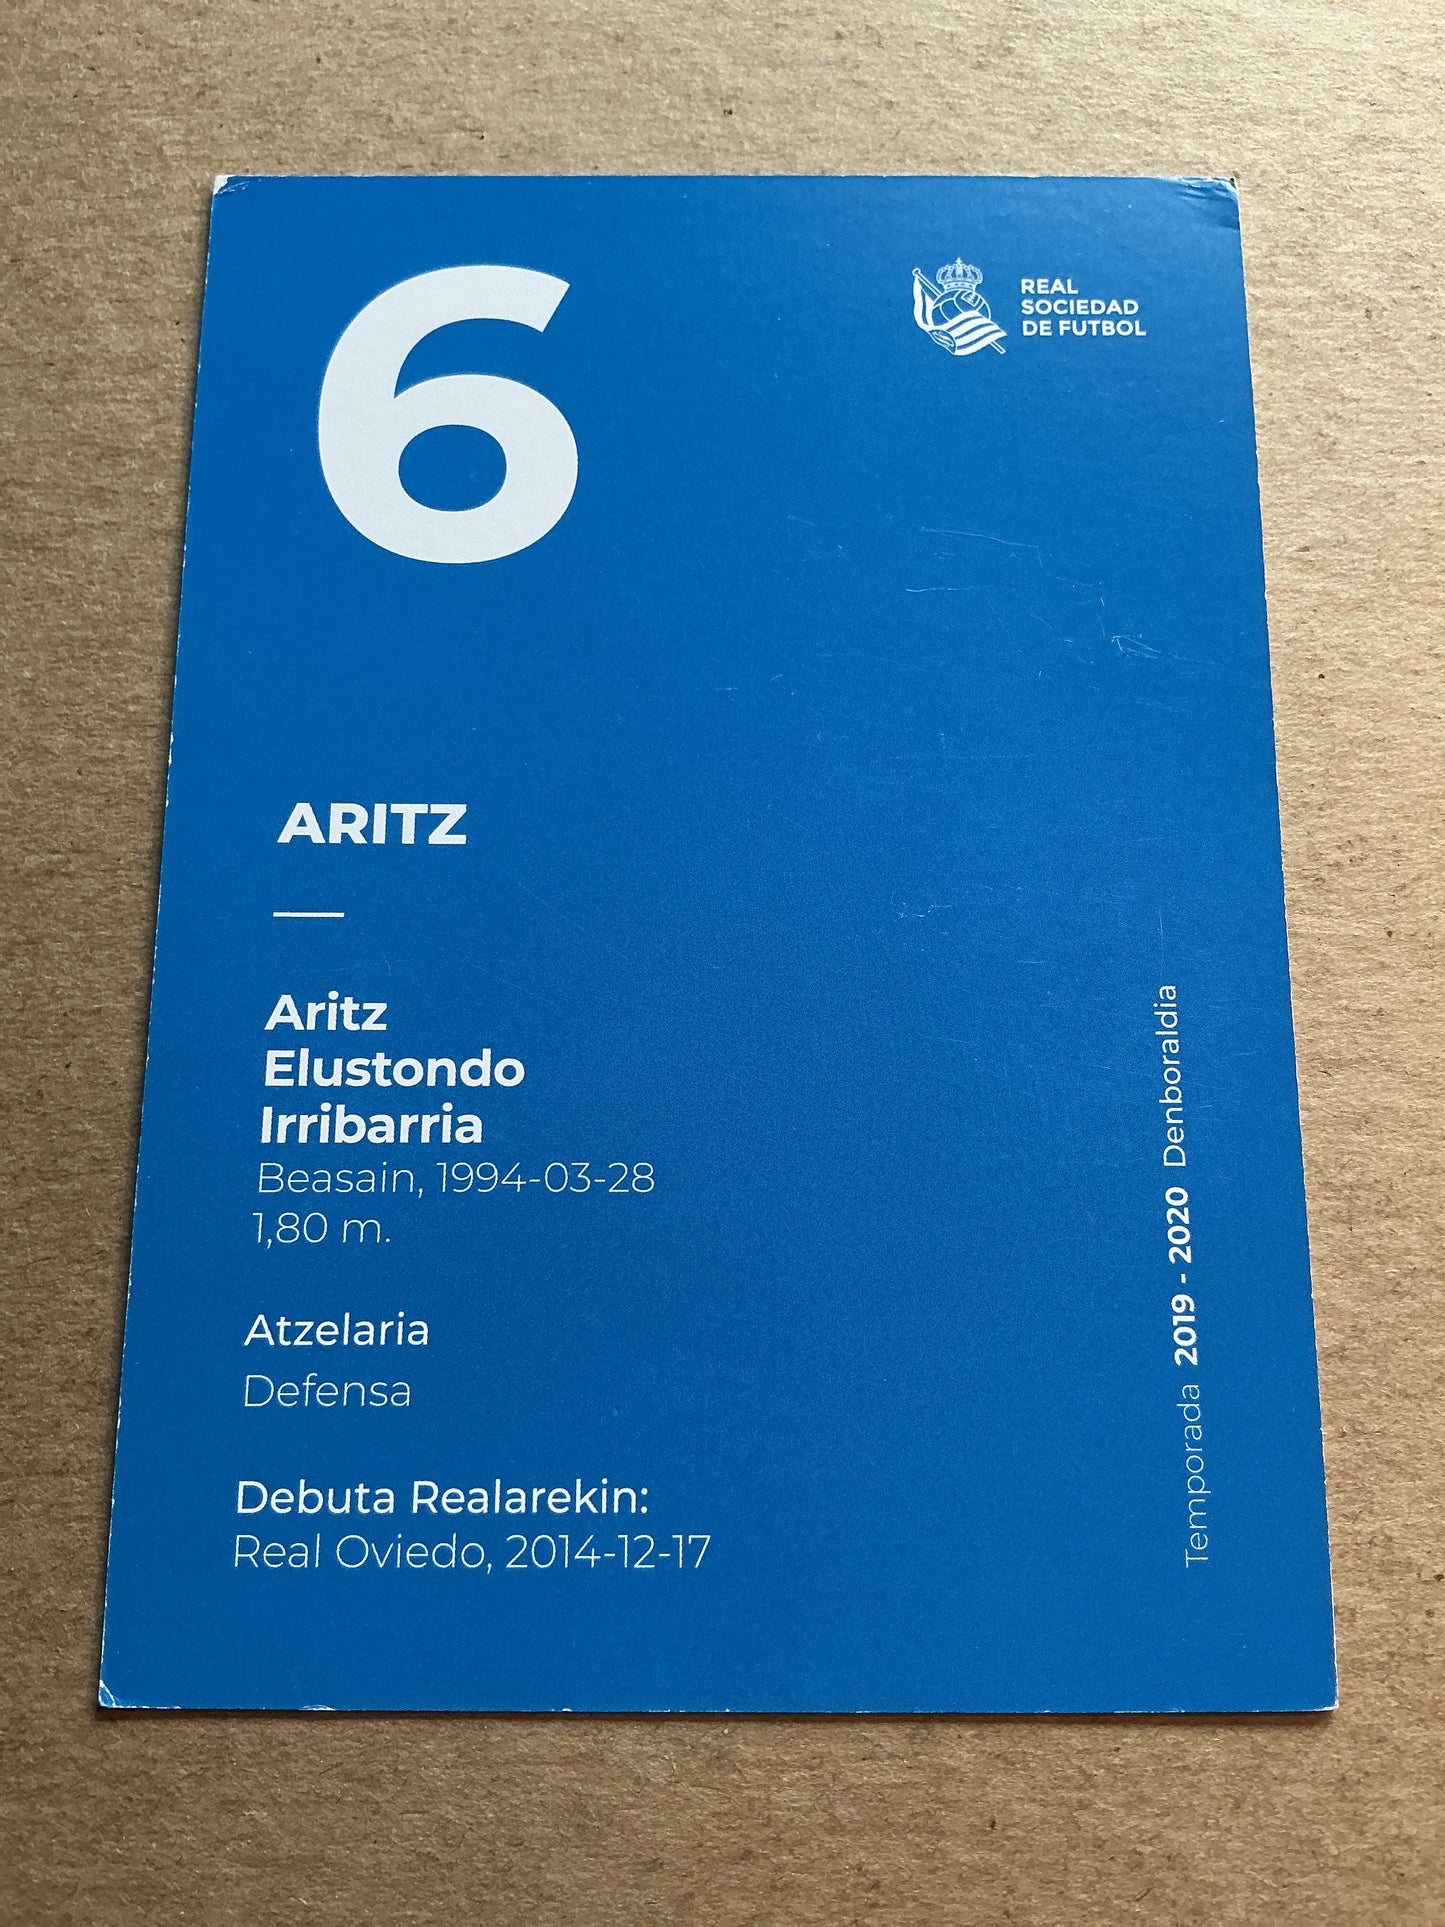 6
REAL
SOCIEDAD
DE FUTBOL
ARITZ
Aritz
Elustondo
Irribarria
Beasain, 1994-03-28
1,80 m.
Atzelaria
Defensa
Debuta Realarekin:
Real Oviedo, 2014-12-17
Temporada 2019 - 2020 Denboraldia